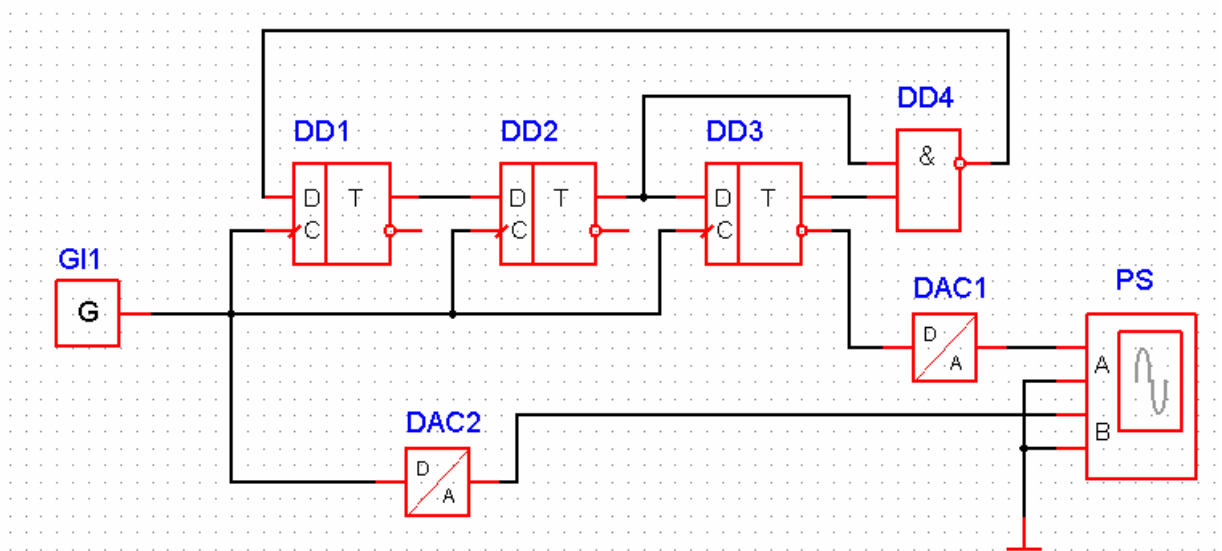 DD4
DD1 DD2 DD3
&
D T D T D T
C C C
GI1
G
DAC1 PS
D
A
A
DAC2
B
D
A